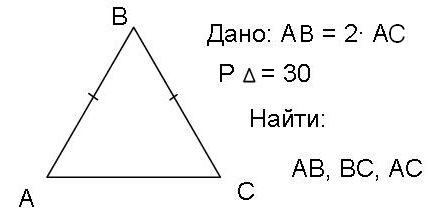 B
Дано: AB = 2· AC
P Δ = 30
Найти:
AB, BC, AC
A
C